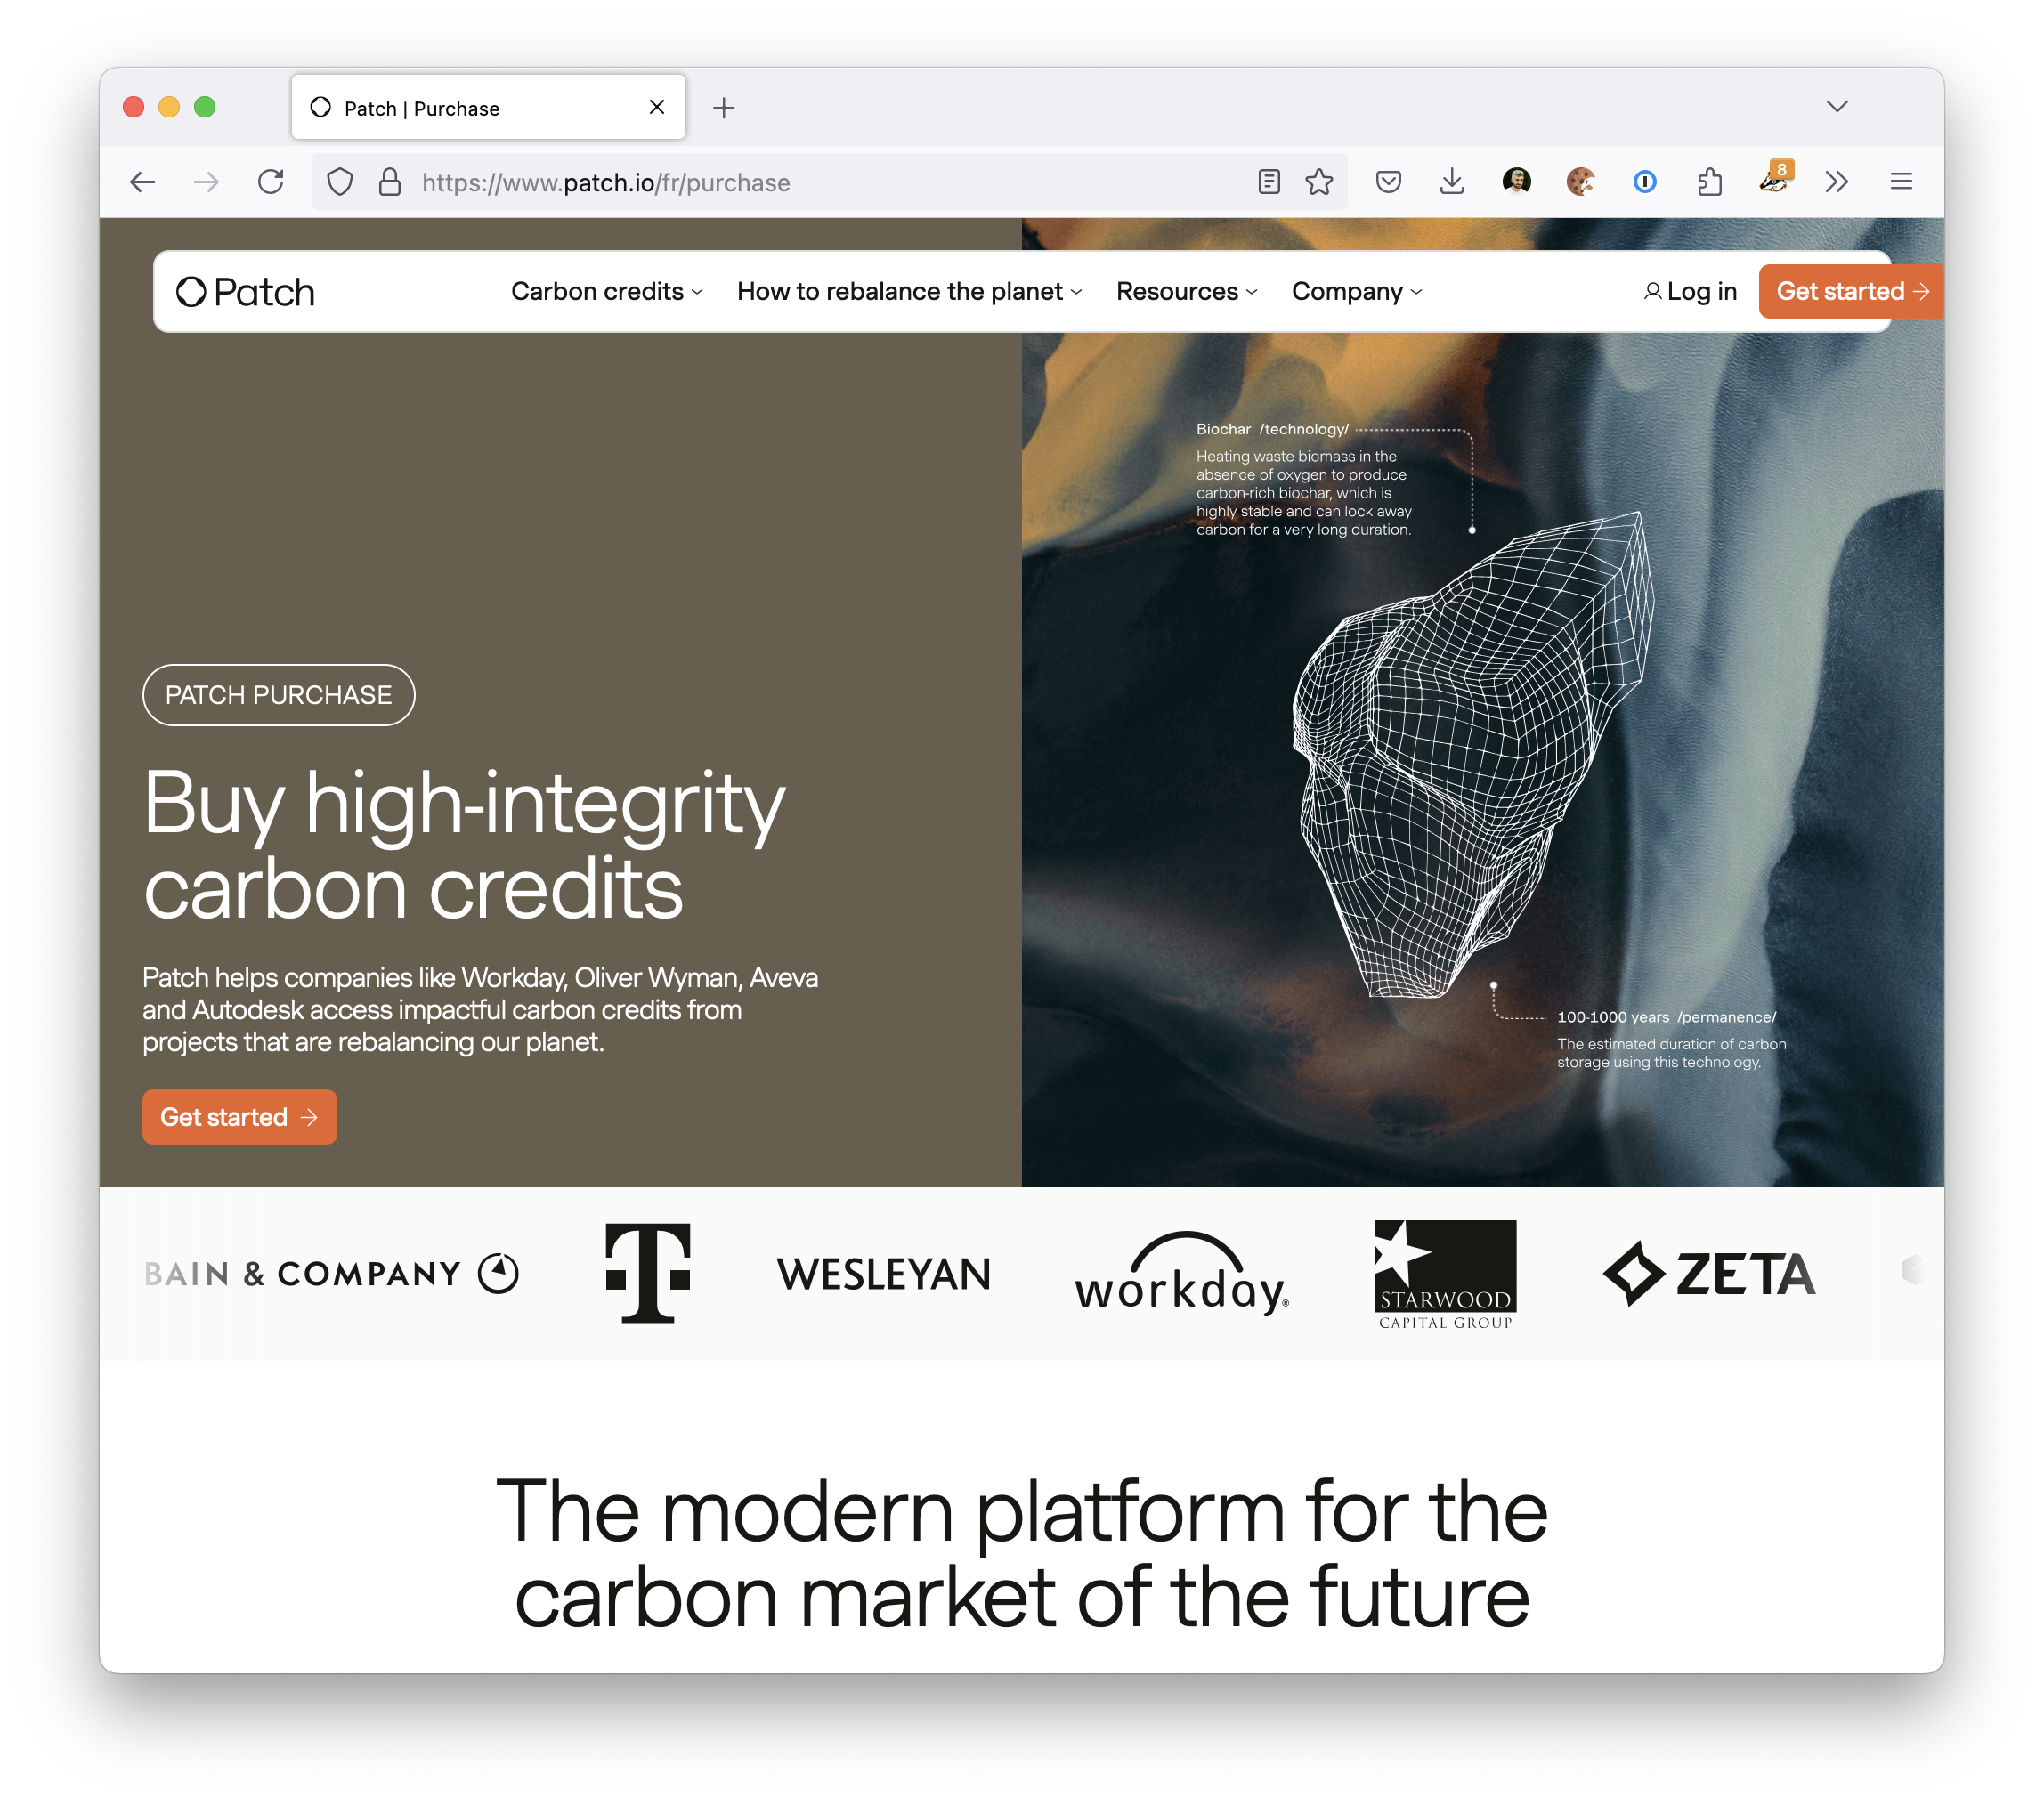 Patch | Purchase
8
https://www.patch.io/fr/purchase
Patch
Carbon credits
How to rebalance the planet
Resources
Company
Log in
Get started
Biochar /technology/
Heating waste biomass in the
absence of oxygen to produce
carbon-rich biochar, which is
highly stable and can lock away
carbon for a very long duration.
PATCH PURCHASE
Buy high-integrity
carbon credits
Patch helps companies like Workday, Oliver Wyman, Aveva
and Autodesk access impactful carbon credits from
projects that are rebalancing our planet.
Get started
100-1000 years /permanence/
The estimated duration of carbon
storage using this technology.
BAIN & COMPANY
T
WESLEYAN
workday®
STARWOOD
CAPITAL GROUP
ZETA
The modern platform for the
carbon market of the future